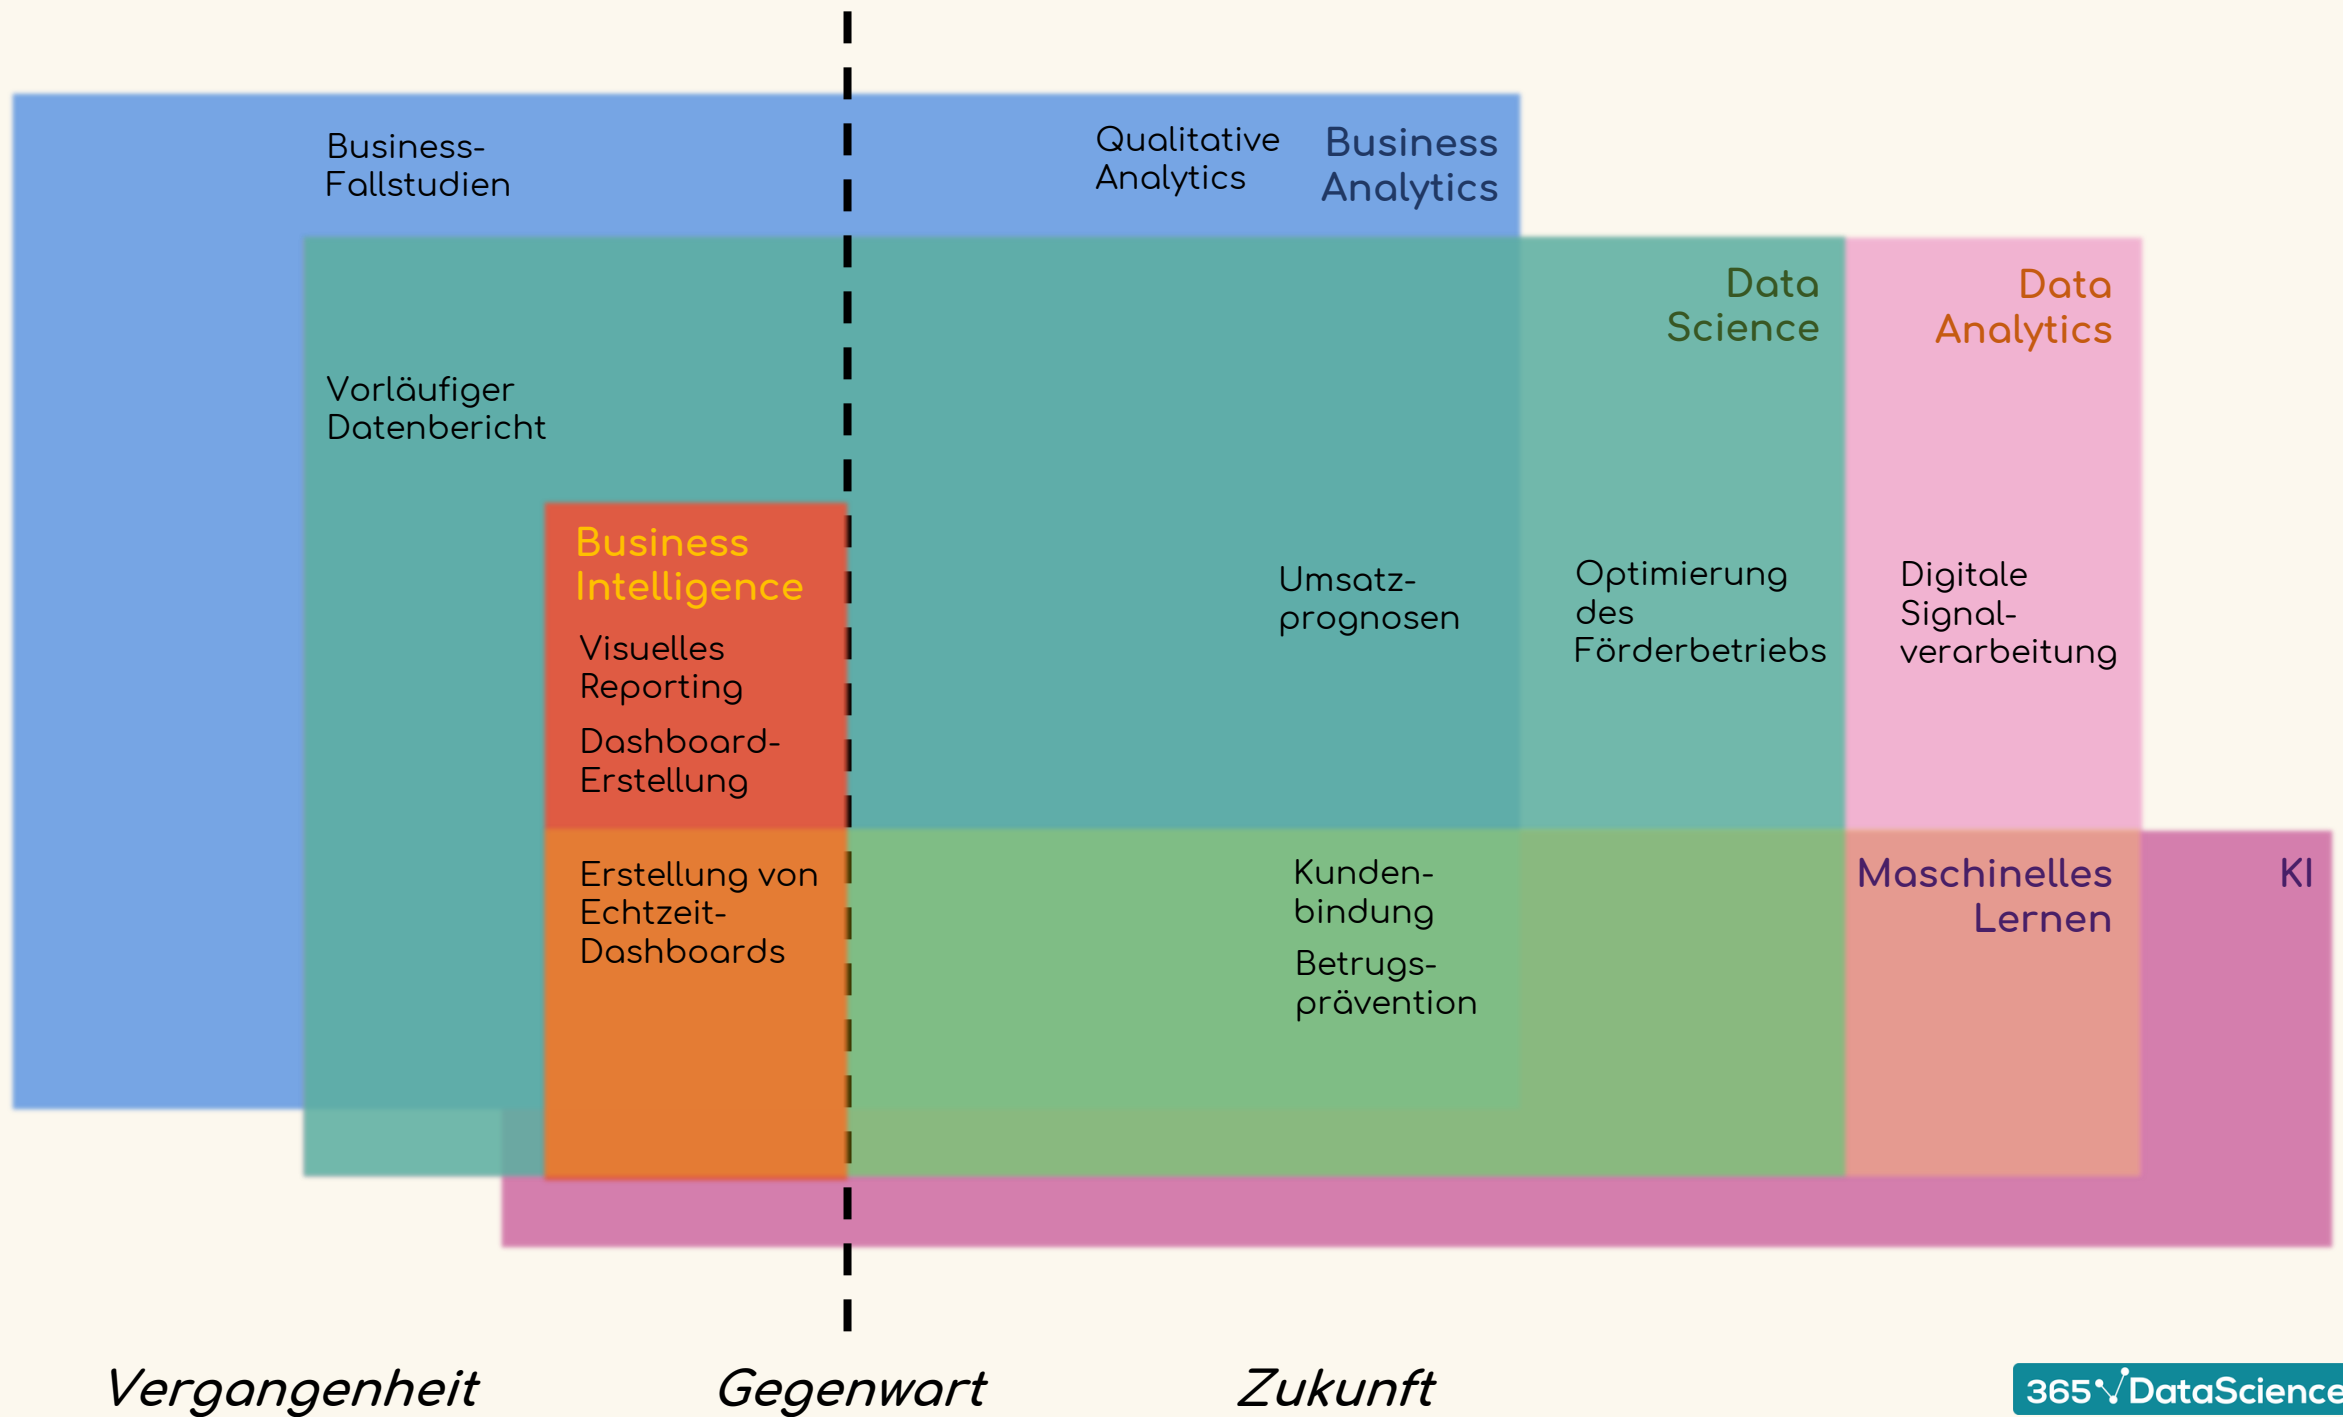 Business-
Fallstudien
Qualitative
Analytics
Business
Analytics
Data
Science
Data
Analytics
Vorläufiger
Datenbericht
Business
Intelligence
Visuelles
Reporting
Dashboard-
Erstellung
Umsatz-
prognosen
Optimierung
des
Förderbetriebs
Digitale
Signal-
verarbeitung
Erstellung von
Echtzeit-
Dashboards
Kunden-
bindung
Betrugs-
prävention
Maschinelles
Lernen
KI
Vergangenheit
Gegenwart
Zukunft
365 DataScience